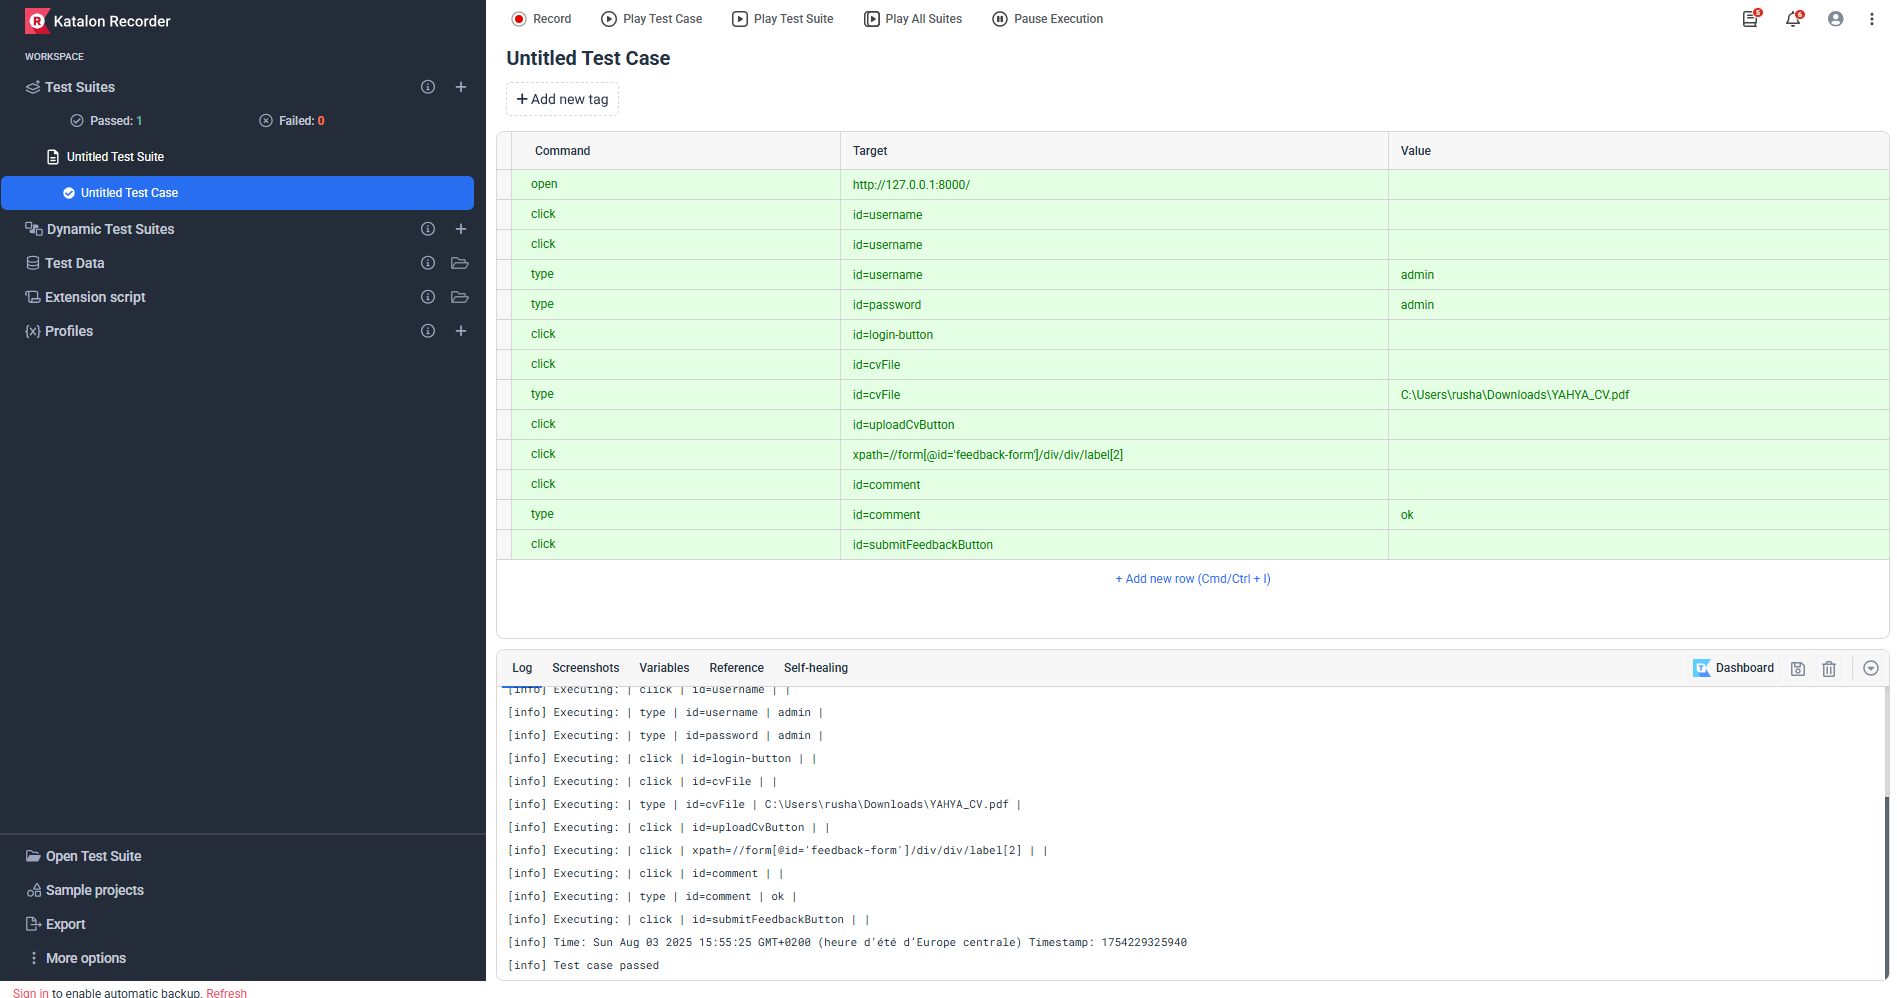 Katalon Recorder
WORKSPACE
Test Suites
Passed: 1
Failed: 0
Untitled Test Suite
Untitled Test Case
Dynamic Test Suites
Test Data
Extension script
Profiles
Open Test Suite
Sample projects
Export
More options
Sign in to enable automatic backup. Refresh
Record Play Test Case Play Test Suite Play All Suites Pause Execution
5 6
Untitled Test Case
+ Add new tag
Command Target Value
open http://127.0.0.1:8000/
click id=username
click id=username
type id=username admin
type id=password admin
click id=login-button
click id=cvFile
type id=cvFile C:\Users\rusha\Downloads\YAHYA_CV.pdf
click id=uploadCvButton
click xpath=//form[@id='feedback-form']/div/div/label[2]
click id=comment
type id=comment ok
click id=submitFeedbackButton
+ Add new row (Cmd/Ctrl + I)
Log Screenshots Variables Reference Self-healing Dashboard
[info] Executing: | click | id=username | |
[info] Executing: | type | id=username | admin |
[info] Executing: | type | id=password | admin |
[info] Executing: | click | id=login-button | |
[info] Executing: | click | id=cvFile | |
[info] Executing: | type | id=cvFile | C:\Users\rusha\Downloads\YAHYA_CV.pdf |
[info] Executing: | click | id=uploadCvButton | |
[info] Executing: | click | xpath=//form[@id='feedback-form']/div/div/label[2] | |
[info] Executing: | click | id=comment | |
[info] Executing: | type | id=comment | ok |
[info] Executing: | click | id=submitFeedbackButton | |
[info] Time: Sun Aug 03 2025 15:55:25 GMT+0200 (heure d’été d’Europe centrale) Timestamp: 1754229325940
[info] Test case passed